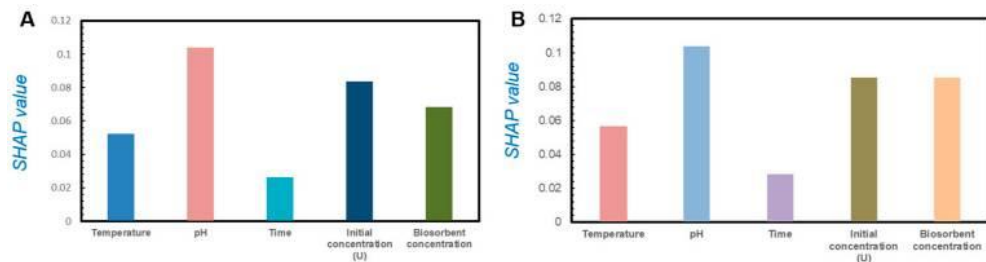 A
SHAP value
0.12
0.1
0.08
0.06
0.04
0.02
0
Temperature
pH
Time
Initial
concentration
(U)
Biosorbent
concentration
B
SHAP value
0.12
0.1
0.08
0.06
0.04
0.02
0
Temperature
pH
Time
Initial
concentration
(U)
Biosorbent
concentration